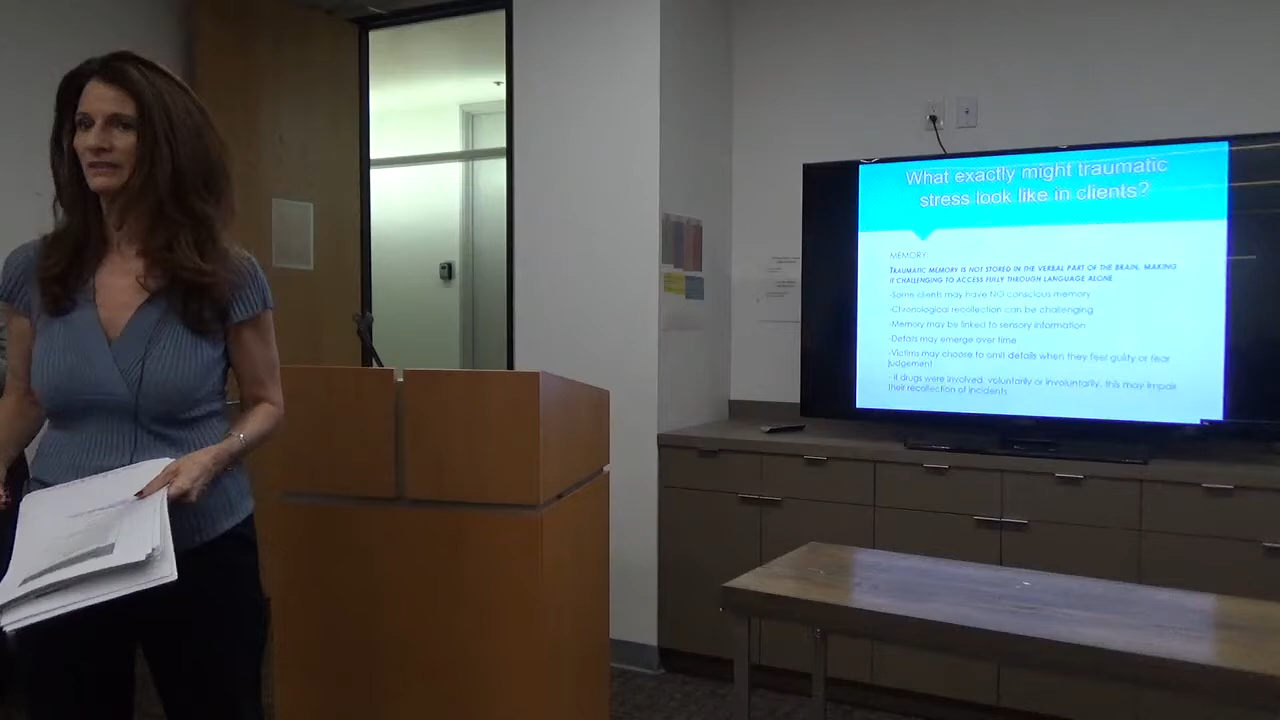 What exactly might traumatic
stress look like in clients?
MEMORY:
TRAUMATIC MEMORY IS NOT STORED IN THE VERBAL PART OF THE BRAIN, MAKING
IT CHALLENGING TO ACCESS FULLY THROUGH LANGUAGE ALONE
-Some clients may have NO conscious memory
-Chronological recollection can be challenging
-Memory may be linked to sensory information
-Details may emerge over time
-Victims may choose to omit details when they feel guilty or fear
judgement
- If drugs were involved, voluntarily or involuntarily, this may impair
their recollection of incidents